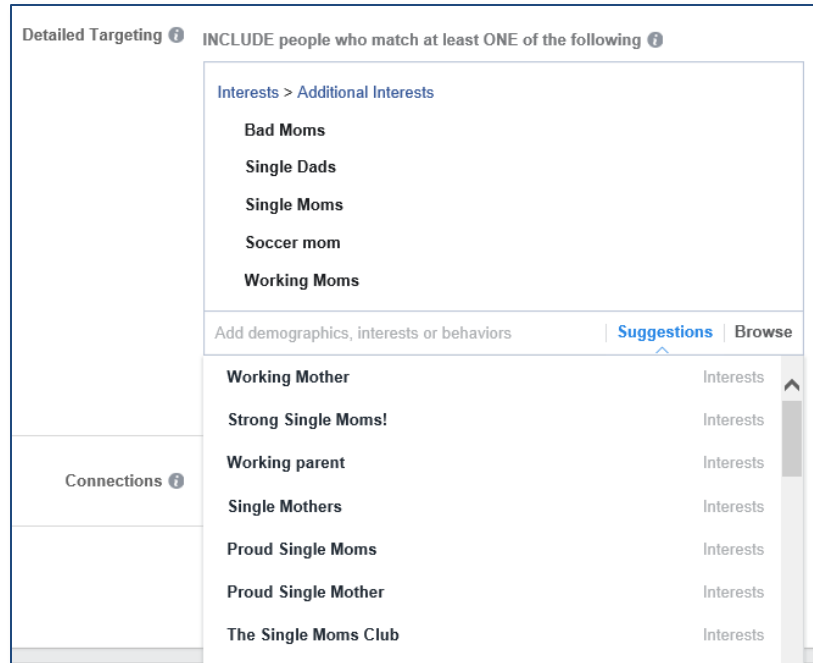 Detailed Targeting
INCLUDE people who match at least ONE of the following
Interests > Additional Interests
Bad Moms
Single Dads
Single Moms
Soccer mom
Working Moms
Add demographics, interests or behaviors
Suggestions
Browse
Working Mother
Interests
Strong Single Moms!
Interests
Working parent
Interests
Connections
Single Mothers
Interests
Proud Single Moms
Interests
Proud Single Mother
Interests
The Single Moms Club
Interests